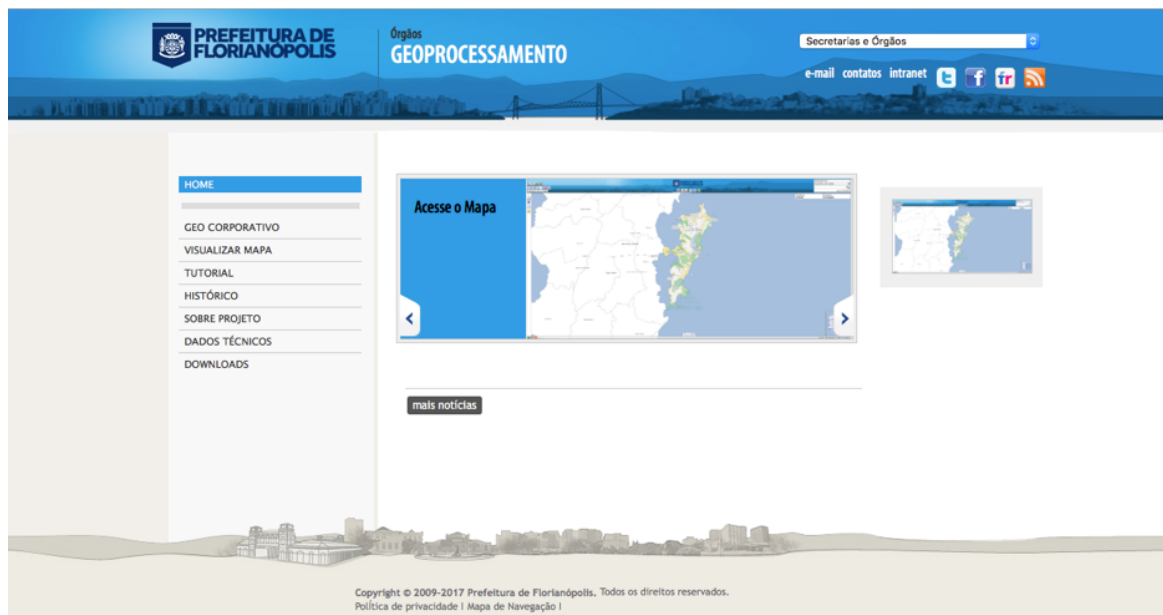 PREFEITURA DE
FLORIANÓPOLIS
Órgãos
GEOPROCESSAMENTO
Secretarias e Órgãos
e-mail contatos intranet
HOME
GEO CORPORATIVO
VISUALIZAR MAPA
TUTORIAL
HISTÓRICO
SOBRE PROJETO
DADOS TÉCNICOS
DOWNLOADS
Acesse o Mapa
mais notícias
Copyright © 2009-2017 Prefeitura de Florianópolis. Todos os direitos reservados.
Política de privacidade | Mapa de Navegação |